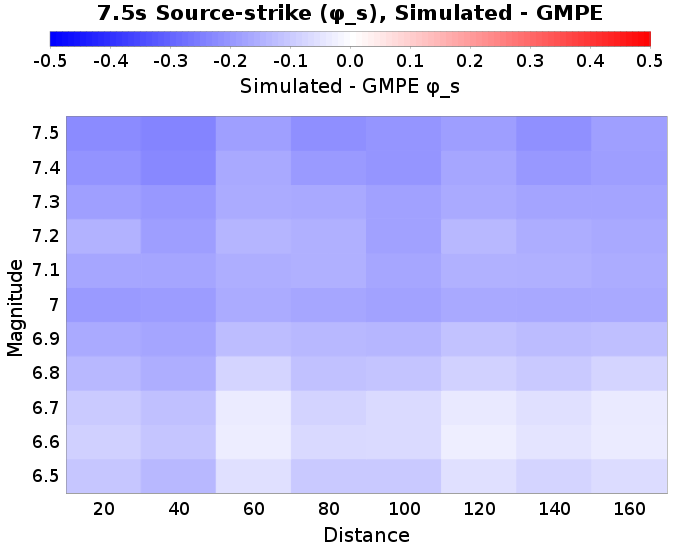 7.5s Source-strike (φ_s), Simulated - GMPE
-0.5 -0.4 -0.3 -0.2 -0.1 0.0 0.1 0.2 0.3 0.4 0.5
Simulated - GMPE φ_s
Magnitude
7.5
7.4
7.3
7.2
7.1
7
6.9
6.8
6.7
6.6
6.5
20 40 60 80 100 120 140 160
Distance